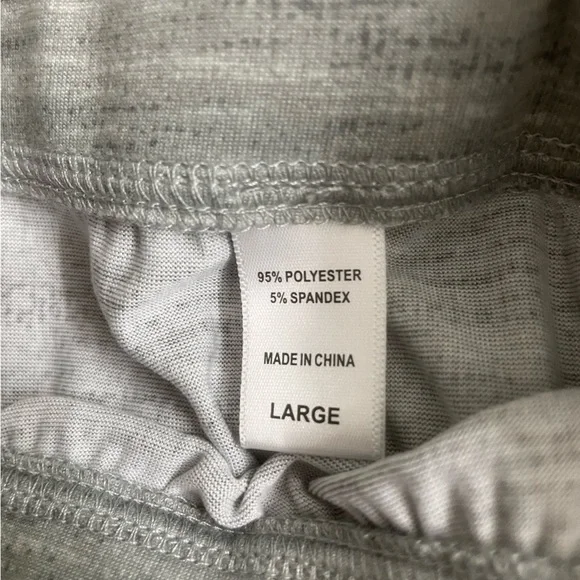 95% POLYESTER
5% SPANDEX
MADE IN CHINA
LARGE